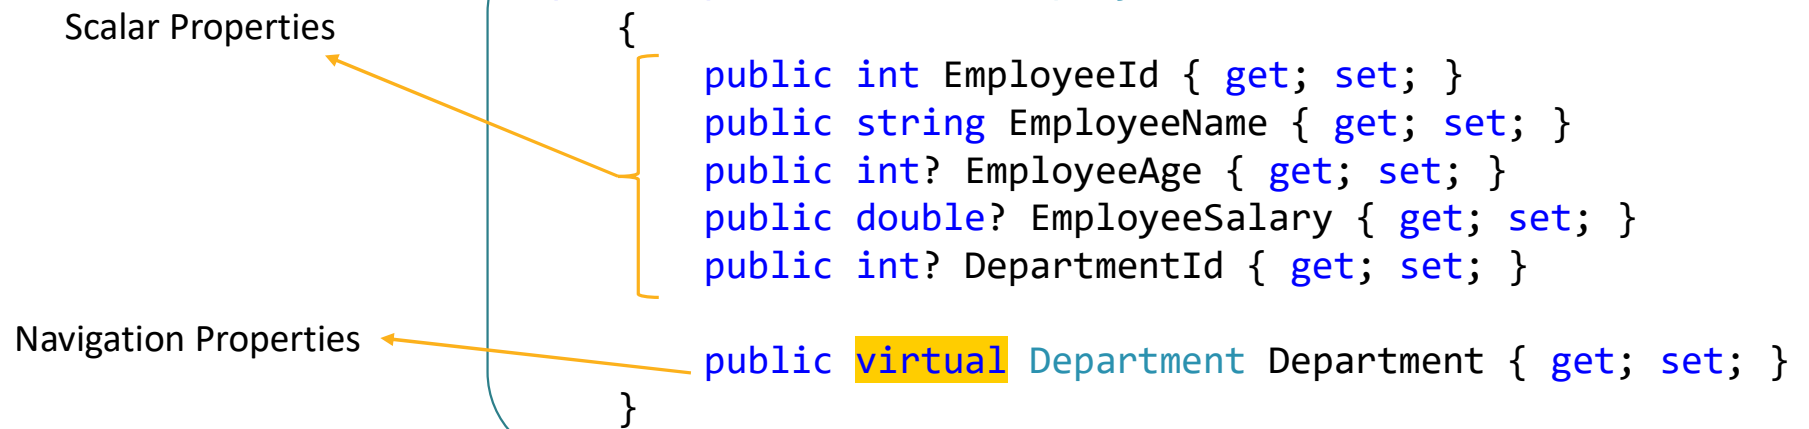 Scalar Properties
{
public int EmployeeId { get; set; }
public string EmployeeName { get; set; }
public int? EmployeeAge { get; set; }
public double? EmployeeSalary { get; set; }
public int? DepartmentId { get; set; }
Navigation Properties
public virtual Department Department { get; set; }
}